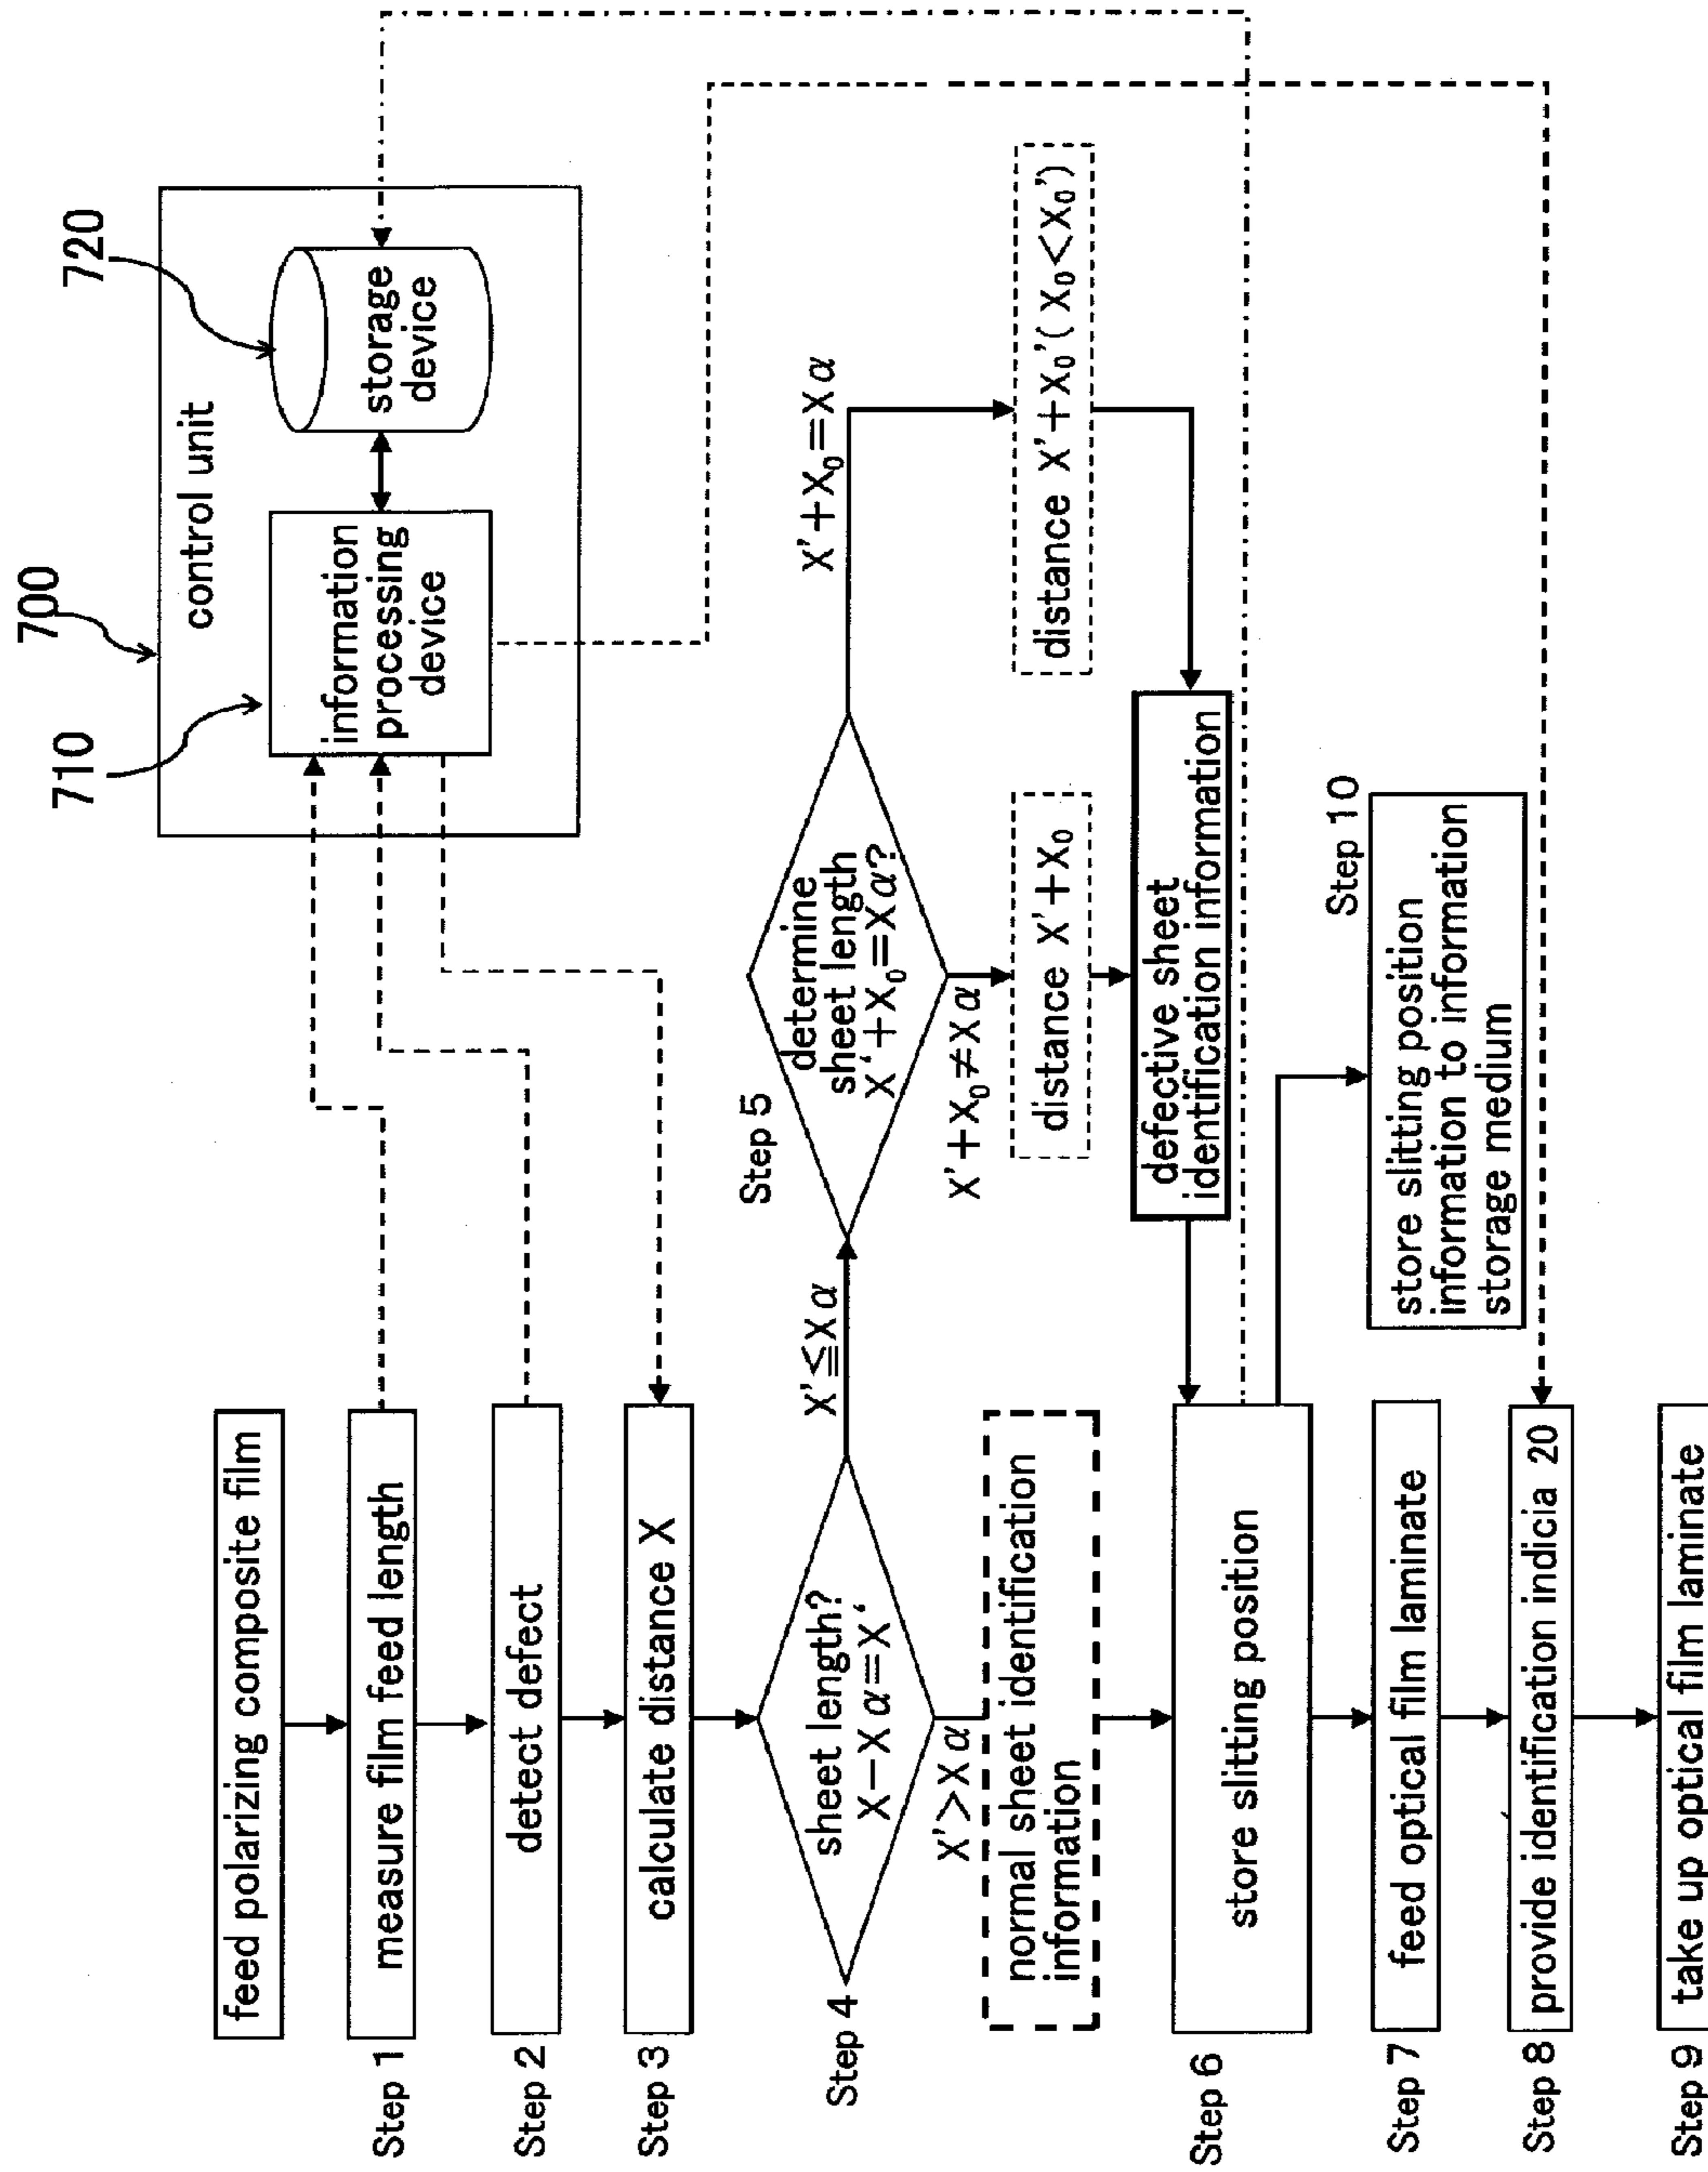 feed polarizing composite film
Step 1
measure film feed length
Step 2
detect defect
Step 3
calculate distance X
Step 4
sheet length?
X−Xα=X‘
X'≦Xα
X'>Xα
normal sheet identification
information
Step 5
determine
sheet length
X‘+X₀=Xα?
X'+X₀=Xα
X'+X₀≠Xα
distance X'+X₀
distance X'+X₀'(X₀<X₀')
defective sheet
identification information
Step 6
store slitting position
Step 7
feed optical film laminate
Step 8
provide identification indicia 20
Step 9
take up optical film laminate
Step 10
store slitting position
information to information
storage medium
700
control unit
710
information
processing
device
720
storage
device